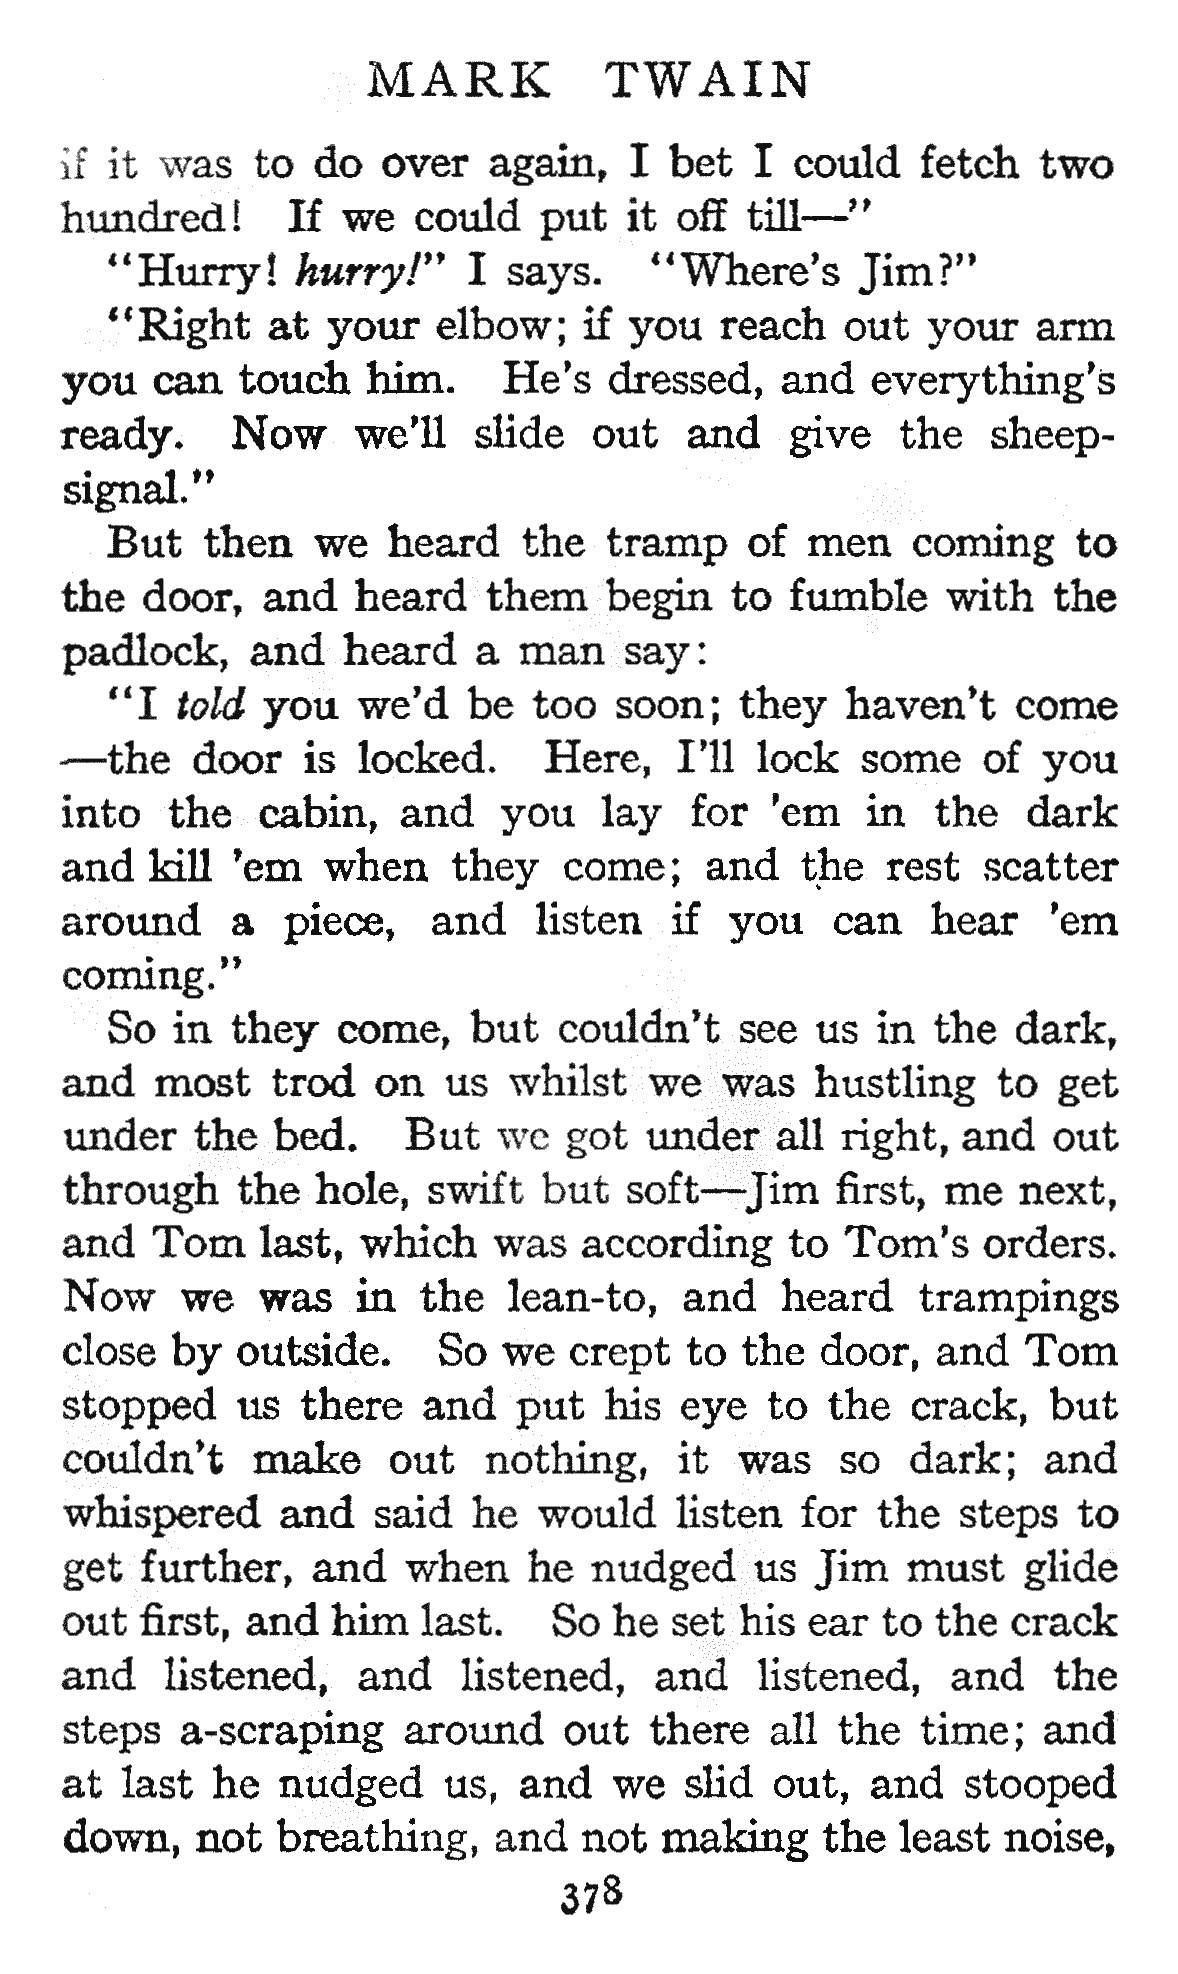 MARK TWAIN
if it was to do over again, I bet I could fetch two
hundred! If we could put it off till—"
"Hurry! hurry!" I says. "Where's Jim?"
"Right at your elbow; if you reach out your arm
you can touch him. He's dressed, and everything's
ready. Now we'll slide out and give the sheep-
signal."
But then we heard the tramp of men coming to
the door, and heard them begin to fumble with the
padlock, and heard a man say:
"I told you we'd be too soon; they haven't come
—the door is locked. Here, I'll lock some of you
into the cabin, and you lay for 'em in the dark
and kill 'em when they come; and the rest scatter
around a piece, and listen if you can hear 'em
coming."
So in they come, but couldn't see us in the dark,
and most trod on us whilst we was hustling to get
under the bed. But we got under all right, and out
through the hole, swift but soft—Jim first, me next,
and Tom last, which was according to Tom's orders.
Now we was in the lean-to, and heard trampings
close by outside. So we crept to the door, and Tom
stopped us there and put his eye to the crack, but
couldn't make out nothing, it was so dark; and
whispered and said he would listen for the steps to
get further, and when he nudged us Jim must glide
out first, and him last. So he set his ear to the crack
and listened, and listened, and listened, and the
steps a-scraping around out there all the time; and
at last he nudged us, and we slid out, and stooped
down, not breathing, and not making the least noise,
378